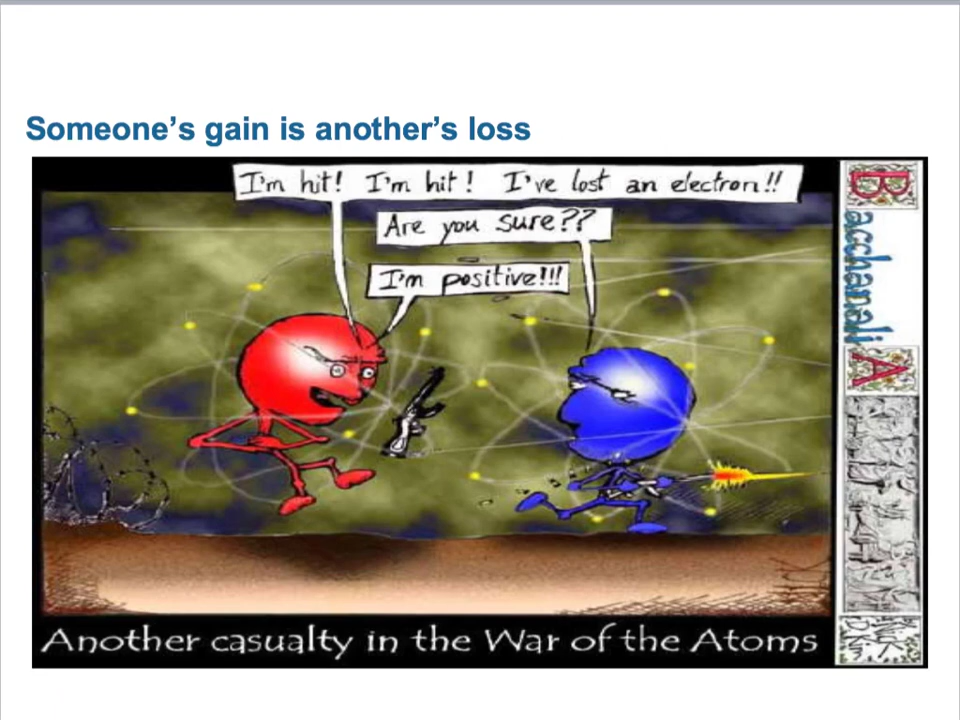 Someone’s gain is another’s loss
I'm hit! I'm hit! I've lost an electron!!
Are you sure??
I'm positive!!!
BacchanaliA
Another casualty in the War of the Atoms